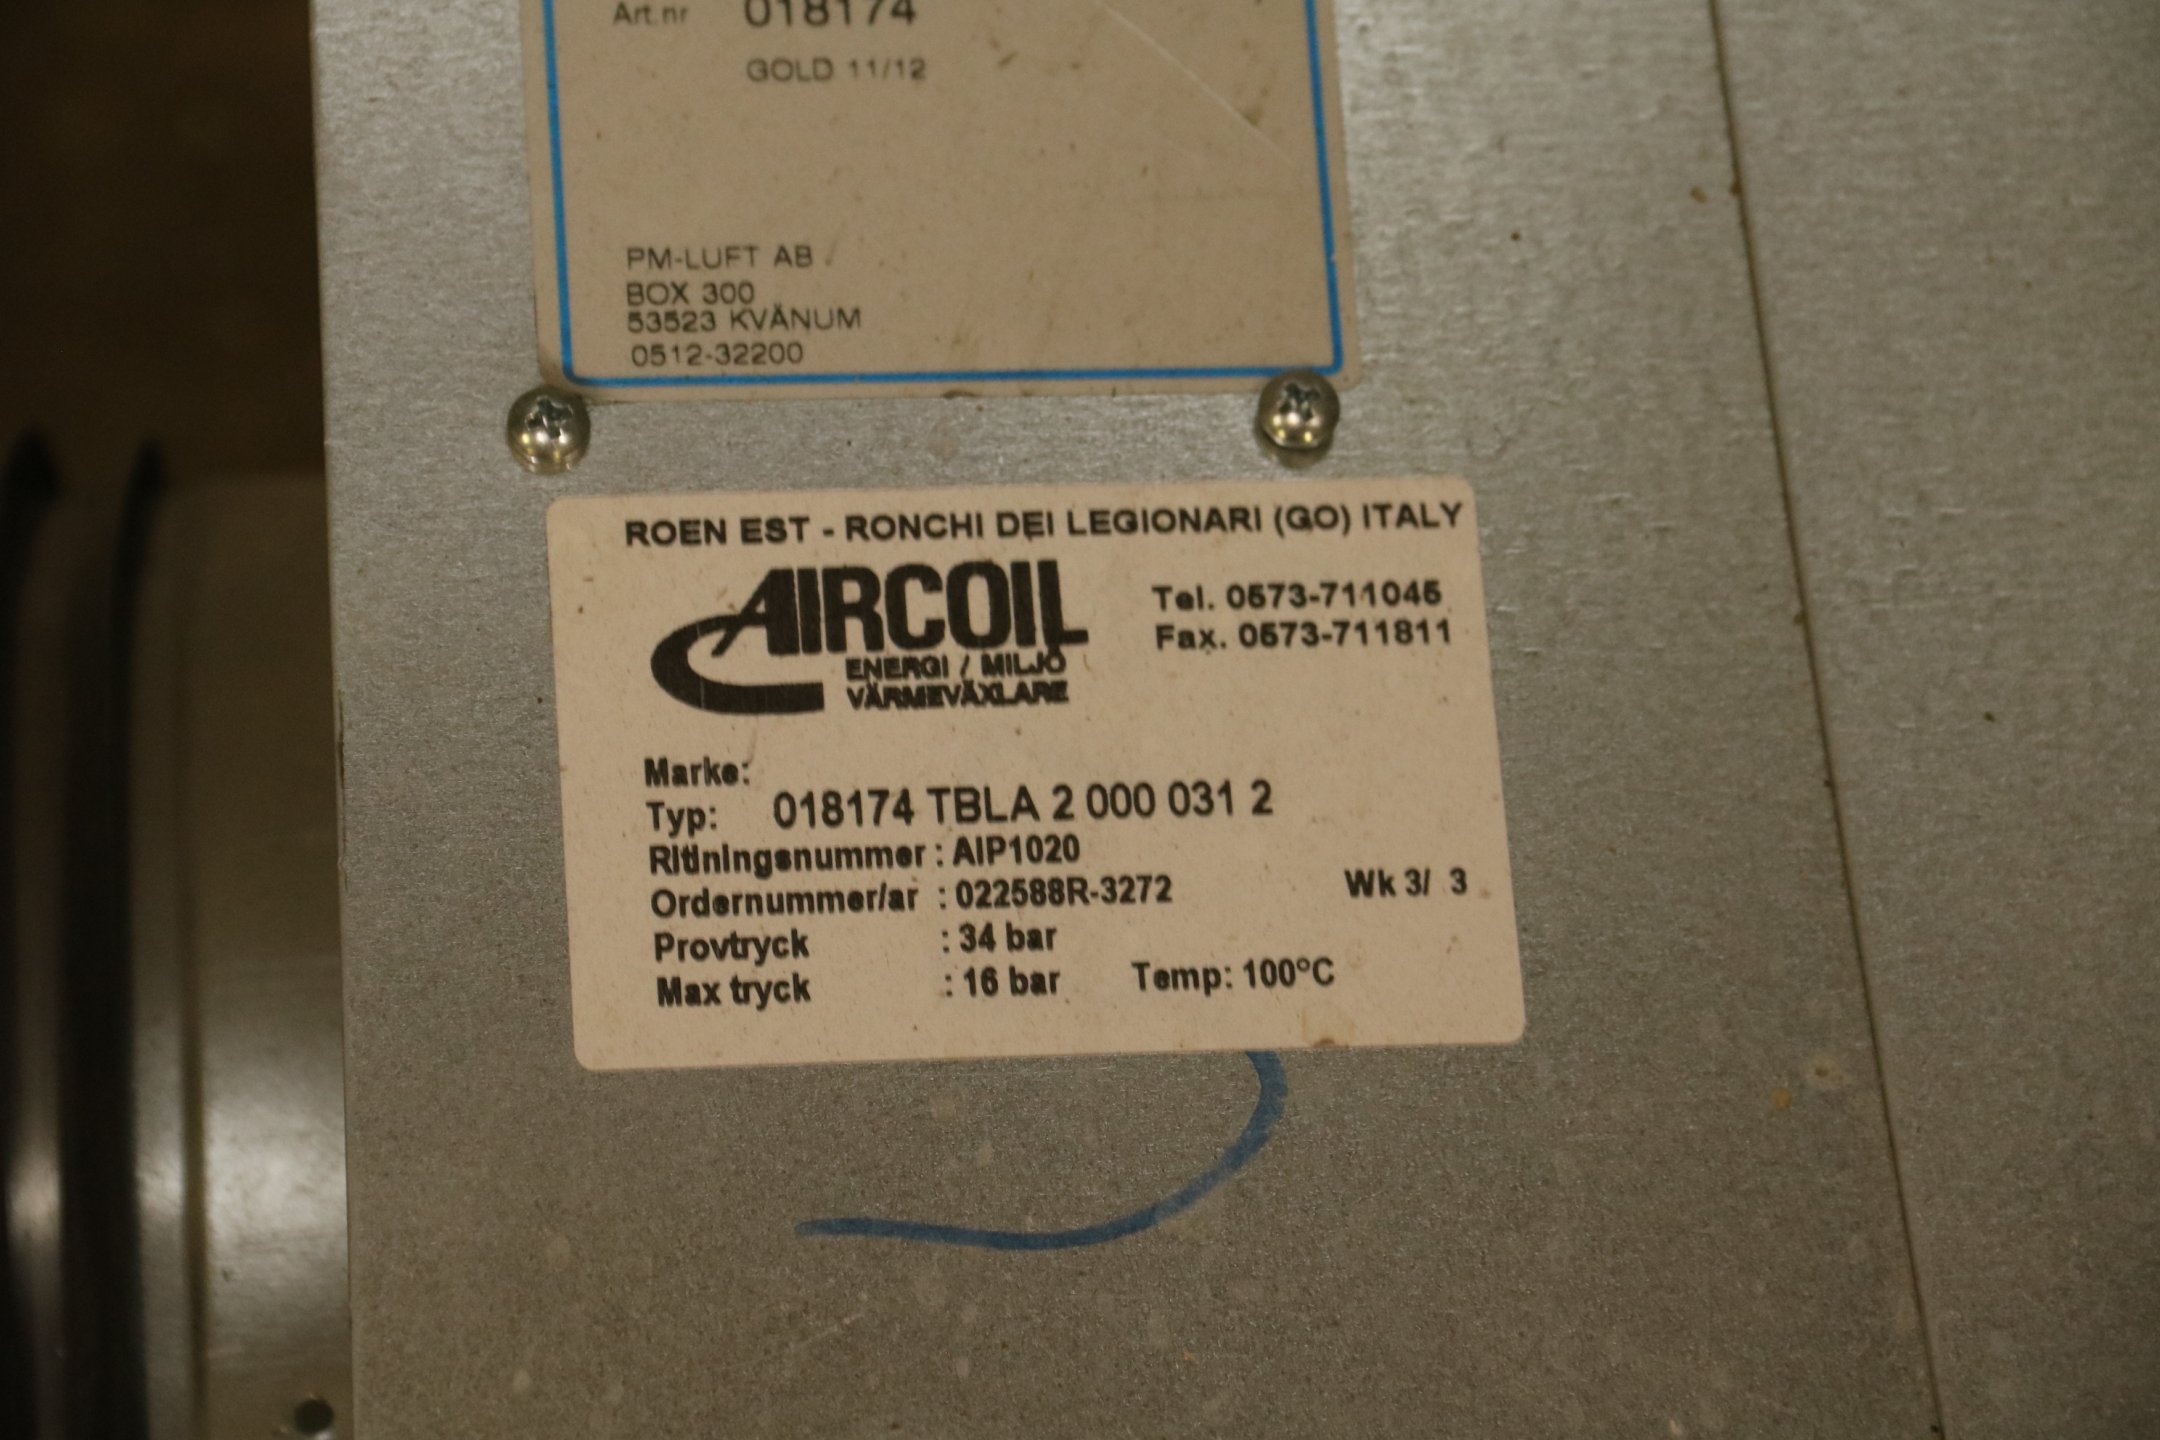 Art.nr 018174
GOLD 11/12
PM-LUFT AB
BOX 300
53523 KVÄNUM
0512-32200
ROEN EST - RONCHI DEI LEGIONARI (GO) ITALY
AIRCOIL
ENERGI / MILJÖ
VÄRMEVÄXLARE
Tel. 0573-711045
Fax. 0573-711811
Marke:
Typ: 018174 TBLA 2 000 031 2
Ritiningsnummer : AIP1020
Ordernummer/ar : 022588R-3272 Wk 3/ 3
Provtryck : 34 bar
Max tryck : 16 bar Temp: 100°C